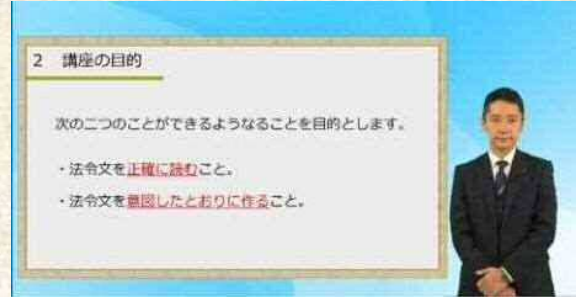 2 講座の目的
次の二つのことができるようなることを目的とします。
・法令文を正確に読むこと。
・法令文を意図したとおりに作ること。